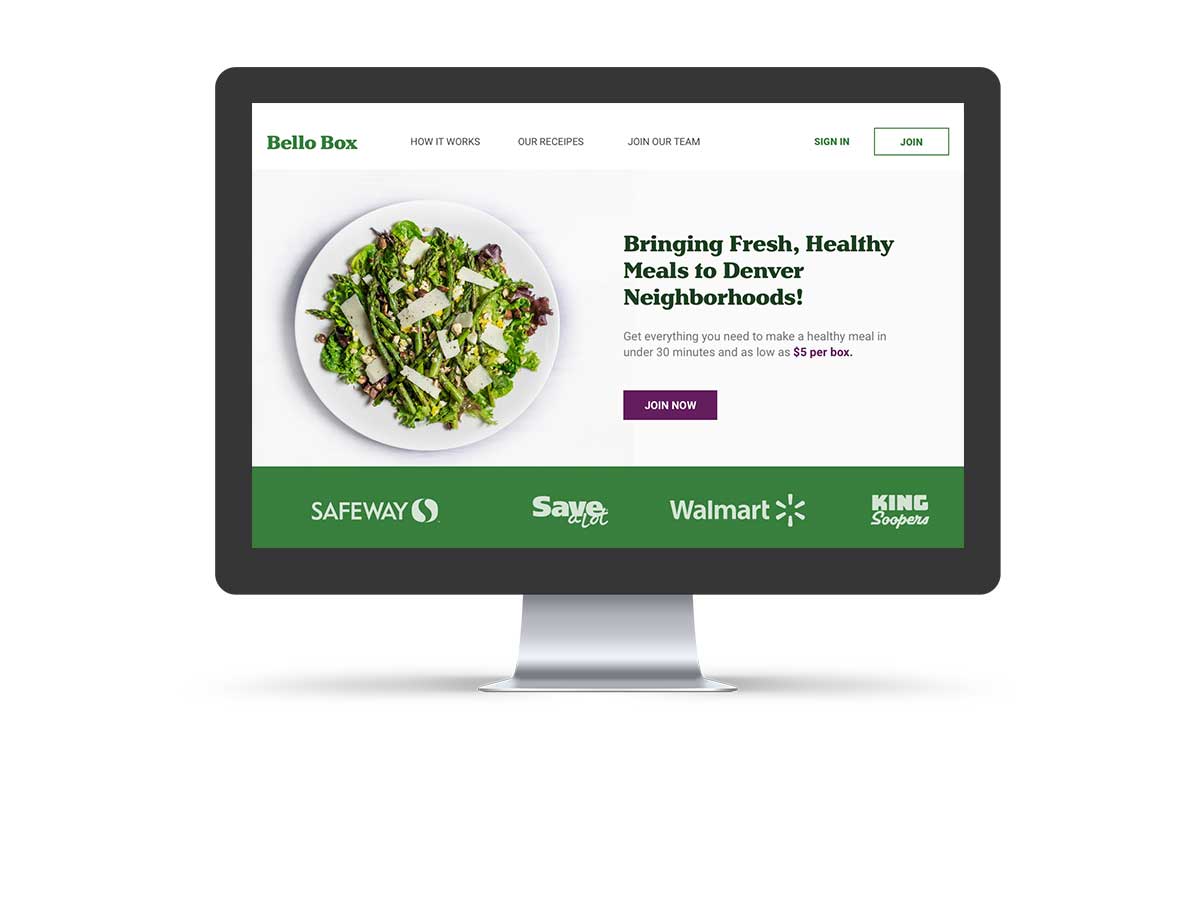 Bello Box
HOW IT WORKS
OUR RECEIPES
JOIN OUR TEAM
SIGN IN
JOIN
Bringing Fresh, Healthy
Meals to Denver
Neighborhoods!
Get everything you need to make a healthy meal in
under 30 minutes and as low as $5 per box.
JOIN NOW
SAFEWAY
Save
a lot
Walmart
KING
Soopers